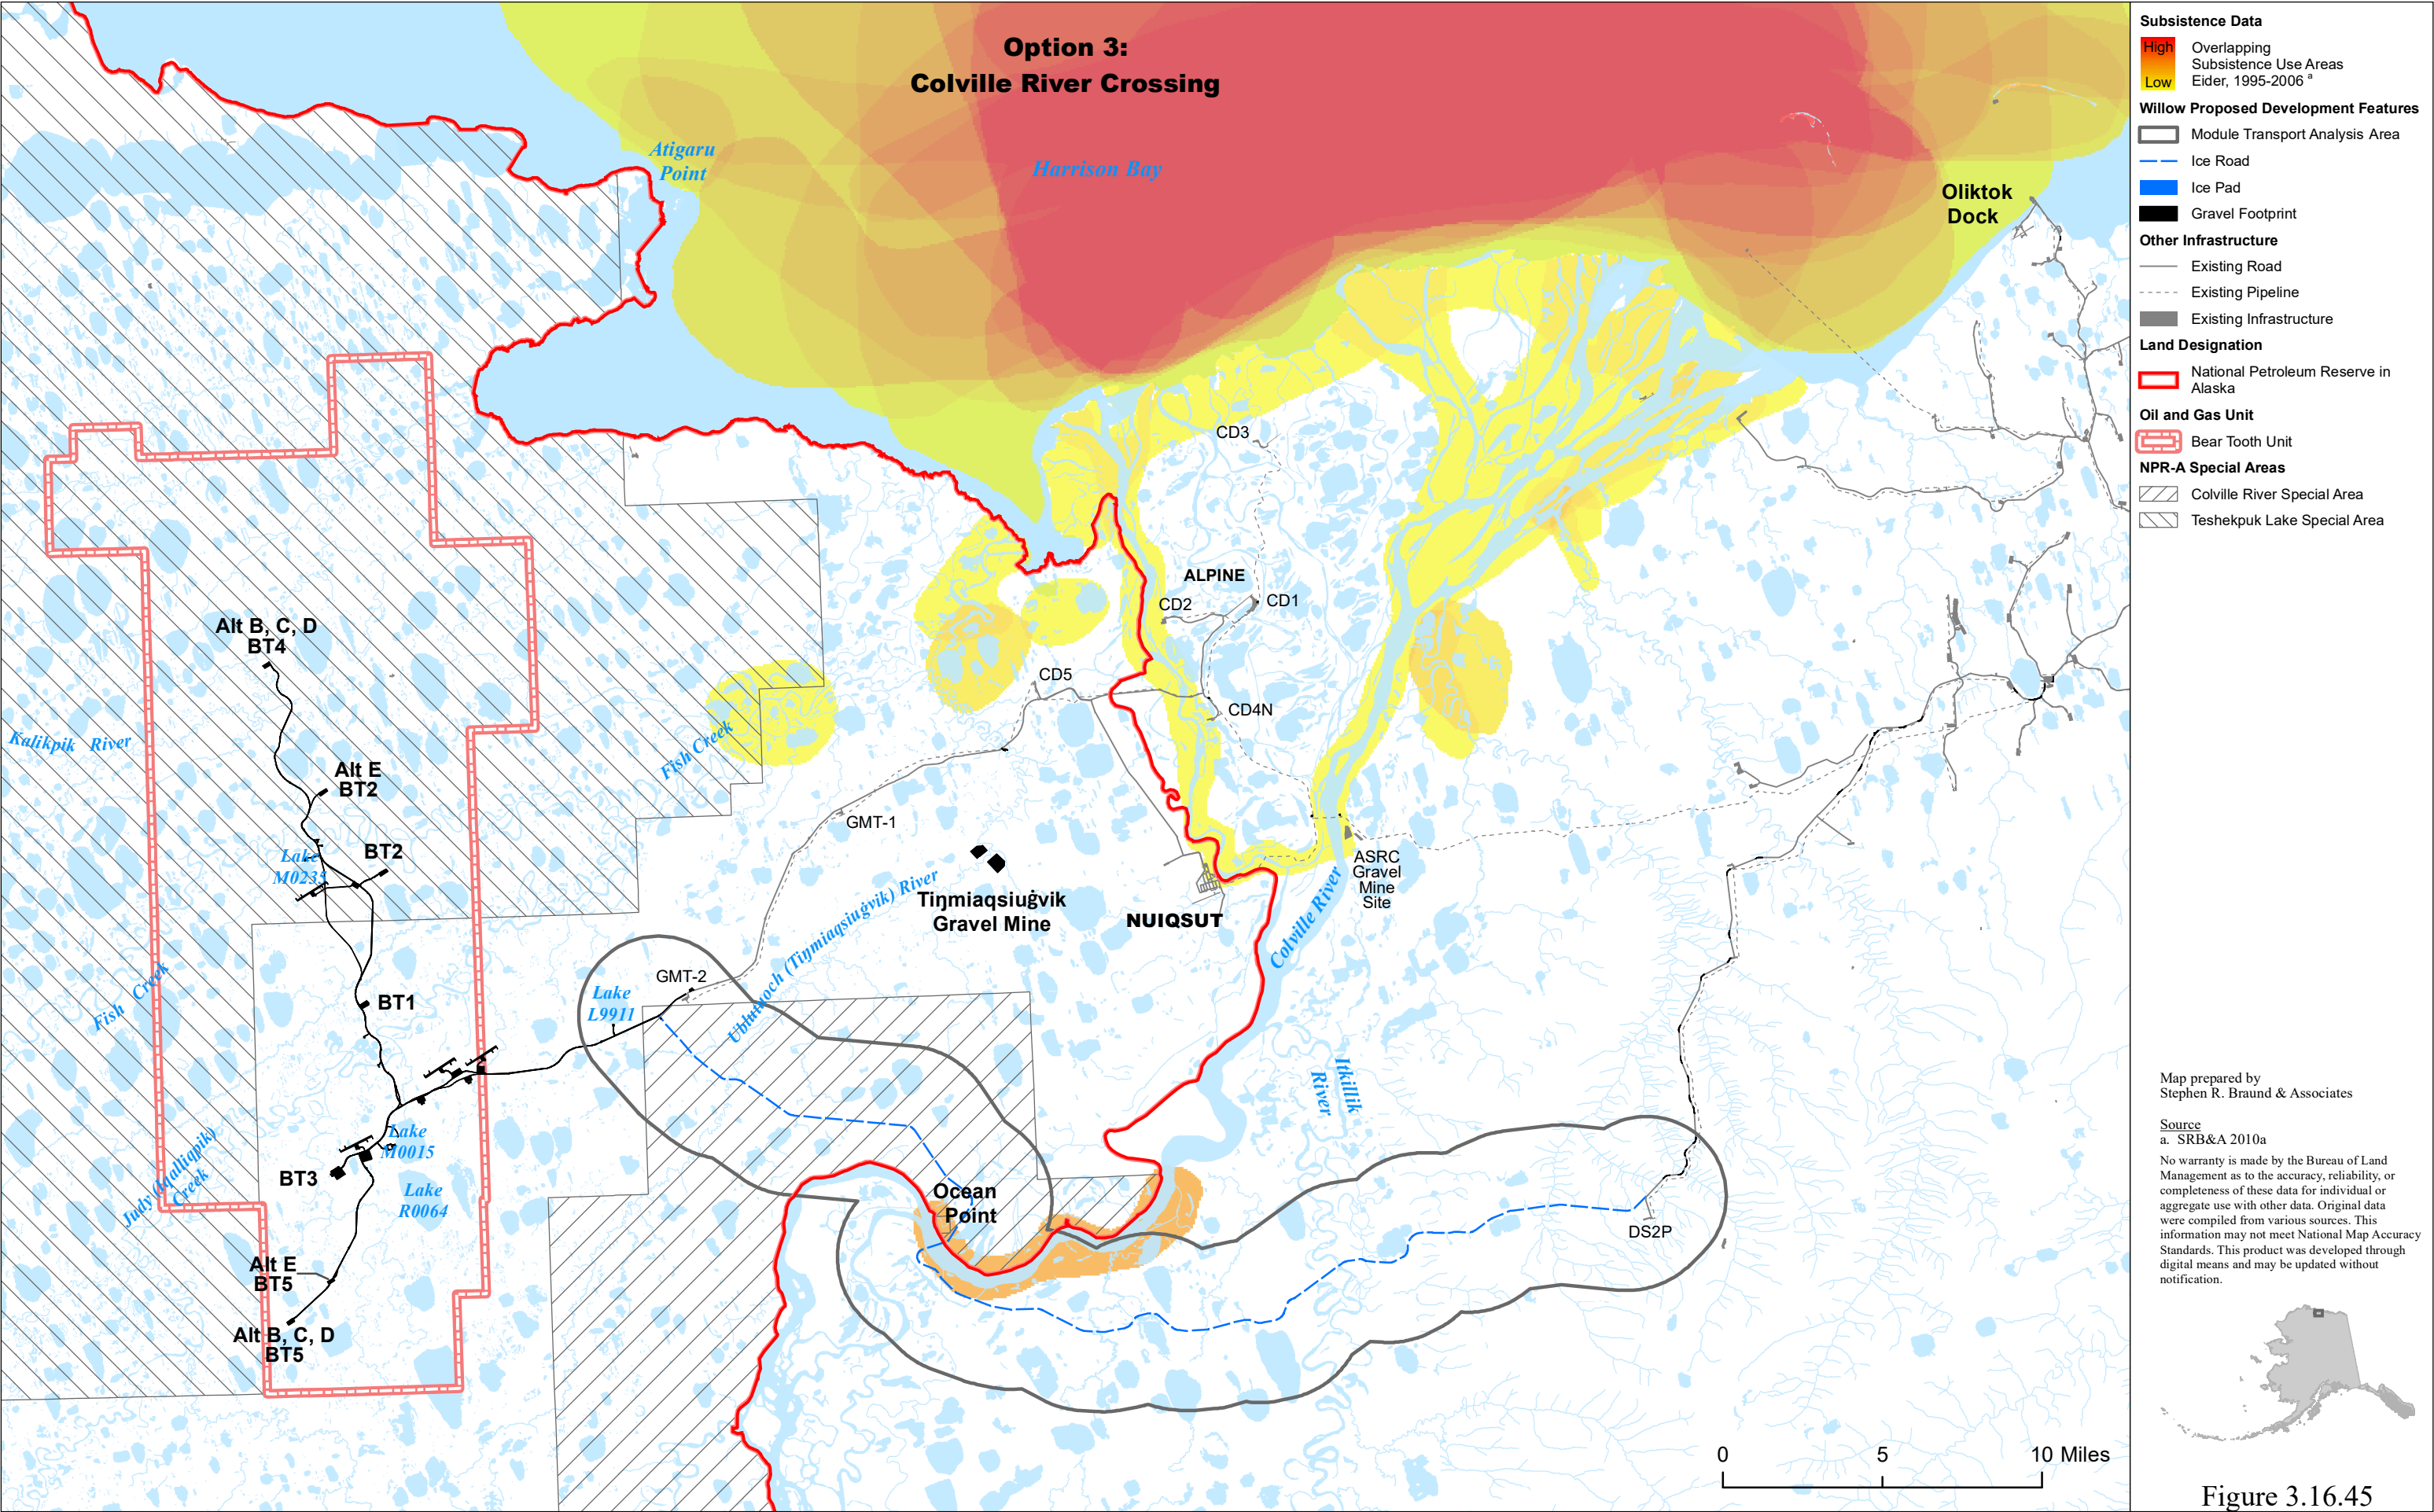 Option 3:
Colville River Crossing
Atigaru
Point
Harrison Bay
Oliktok
Dock
CD3
ALPINE
CD2
CD1
CD5
CD4N
Alt B, C, D
BT4
Kalikpik River
Fish Creek
Alt E
BT2
GMT-1
Lake
M0235
BT2
Tiŋmiaqsiuġvik
Gravel Mine
NUIQSUT
ASRC
Gravel
Mine
Site
Colville River
Ublutuoch (Tiŋmiaqsiuġvik) River
GMT-2
Lake
L9911
Fish Creek
BT1
Itkillik
River
Judy (Iqalliqpik)
Creek
Lake
M0015
BT3
Lake
R0064
Ocean
Point
DS2P
Alt E
BT5
Alt B, C, D
BT5
0 5 10 Miles
Subsistence Data
High
Low
Overlapping
Subsistence Use Areas
Eider, 1995-2006 a
Willow Proposed Development Features
Module Transport Analysis Area
Ice Road
Ice Pad
Gravel Footprint
Other Infrastructure
Existing Road
Existing Pipeline
Existing Infrastructure
Land Designation
National Petroleum Reserve in
Alaska
Oil and Gas Unit
Bear Tooth Unit
NPR-A Special Areas
Colville River Special Area
Teshekpuk Lake Special Area
Map prepared by
Stephen R. Braund & Associates
Source
a. SRB&A 2010a
No warranty is made by the Bureau of Land
Management as to the accuracy, reliability, or
completeness of these data for individual or
aggregate use with other data. Original data
were compiled from various sources. This
information may not meet National Map Accuracy
Standards. This product was developed through
digital means and may be updated without
notification.
Figure 3.16.45